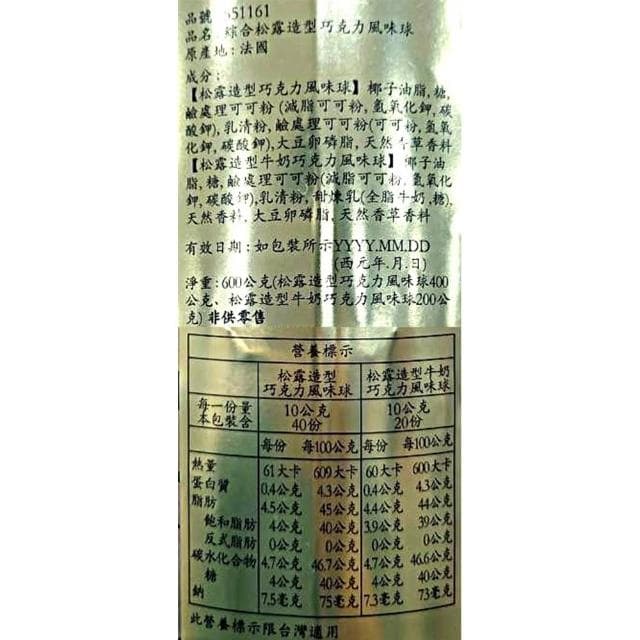 品號 551161
品名：綜合松露造型巧克力風味球
原產地：法國
成分：
【松露造型巧克力風味球】椰子油脂,糖,
鹼處理可可粉(減脂可可粉,氫氧化鉀,碳
酸鉀),乳清粉,鹼處理可可粉(可可粉,氫氧
化鉀,碳酸鉀),大豆卵磷脂,天然香草香料
【松露造型牛奶巧克力風味球】椰子油
脂,糖,鹼處理可可粉(減脂可可粉,氫氧化
鉀,碳酸鉀),乳清粉,甜煉乳(全脂牛奶,糖),
天然香料,大豆卵磷脂,天然香草香料
有效日期：如包裝所示YYYY.MM.DD
(西元年.月.日)
淨重：600公克(松露造型巧克力風味球400
公克、松露造型牛奶巧克力風味球200公
克) 非供零售
營養標示
松露造型 松露造型牛奶
巧克力風味球 巧克力風味球
每一份量 10公克 10公克
本包裝含 40份 20份
每份 每100公克 每份 每100公克
熱量 61大卡 609大卡 60大卡 600大卡
蛋白質 0.4公克 4.3公克 0.4公克 4.3公克
脂肪 4.5公克 45公克 4.4公克 44公克
飽和脂肪 4公克 40公克 3.9公克 39公克
反式脂肪 0公克 0公克 0公克 0公克
碳水化合物 4.7公克 46.7公克 4.7公克 46.6公克
糖 4公克 40公克 4公克 40公克
鈉 7.5毫克 75毫克 7.3毫克 73毫克
此營養標示限台灣適用